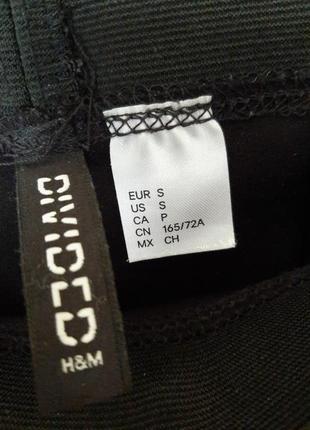 DIVIDED
H&M
EUR S
US S
CA P
CN 165/72A
MX CH